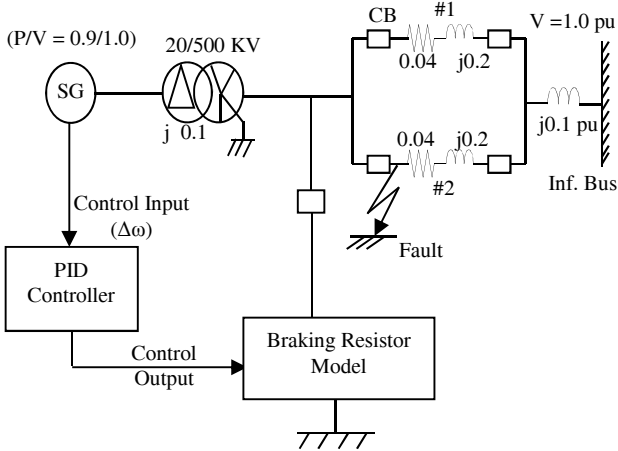 CB
#1
V = 1.0 pu
(P/V = 0.9/1.0)
20/500 KV
0.04
j0.2
SG
j 0.1
j0.1 pu
0.04
j0.2
#2
Inf. Bus
Control Input
(Δω)
Fault
PID
Controller
Braking Resistor
Model
Control
Output